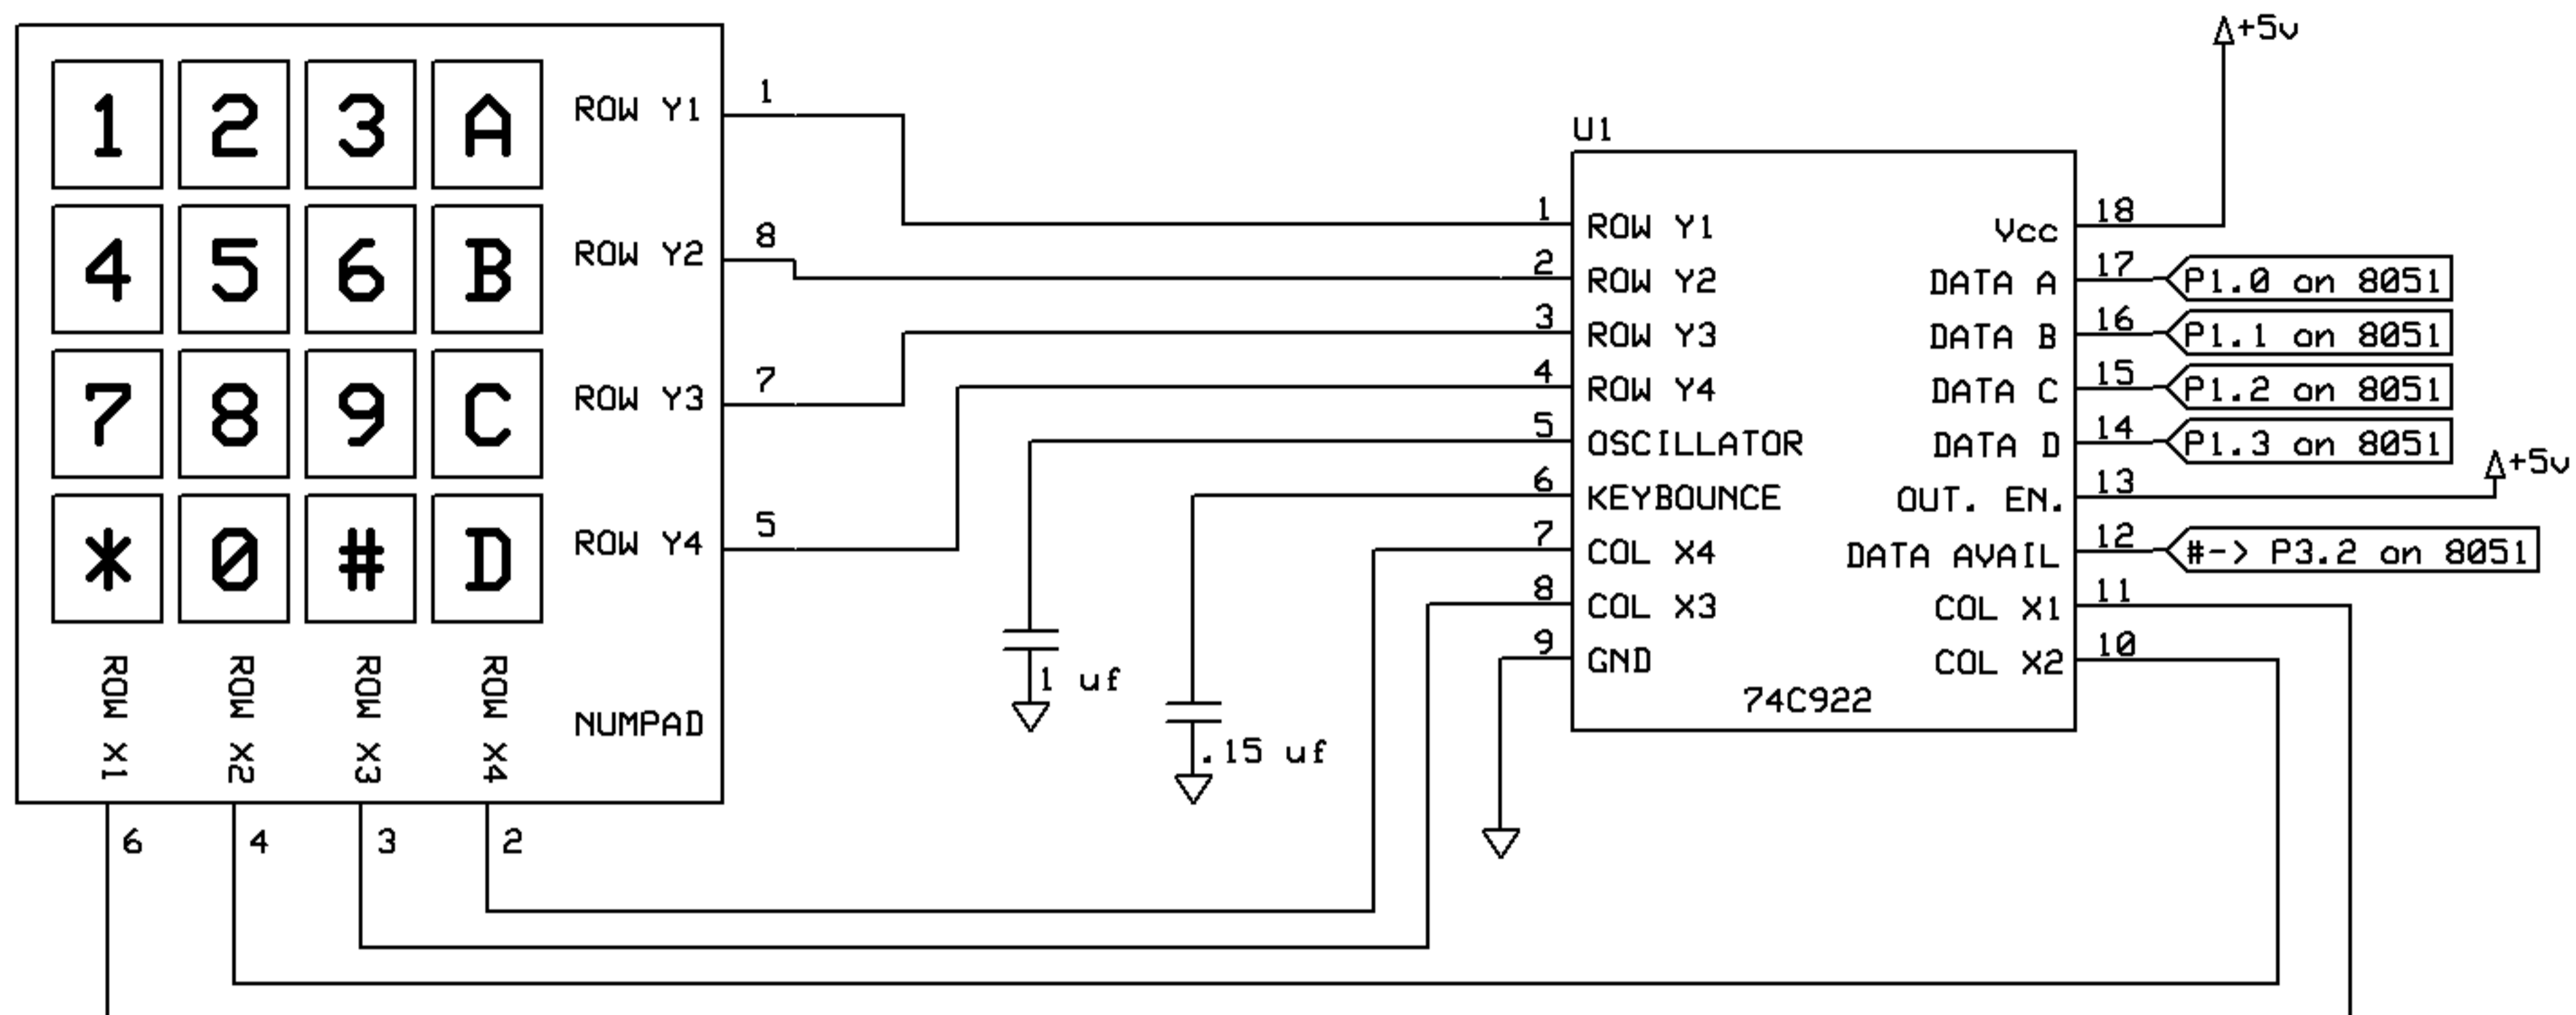 1 2 3 A
4 5 6 B
7 8 9 C
* 0 # D
ROW Y1
ROW Y2
ROW Y3
ROW Y4
1
8
7
5
ROW X1
ROW X2
ROW X3
ROW X4
NUMPAD
6
4
3
2
1 uf
.15 uf
U1
1 ROW Y1
2 ROW Y2
3 ROW Y3
4 ROW Y4
5 OSCILLATOR
6 KEYBOUNCE
7 COL X4
8 COL X3
9 GND
74C922
Vcc 18
DATA A 17
DATA B 16
DATA C 15
DATA D 14
OUT. EN. 13
DATA AVAIL 12
COL X1 11
COL X2 10
+5v
P1.0 on 8051
P1.1 on 8051
P1.2 on 8051
P1.3 on 8051
+5v
#-> P3.2 on 8051